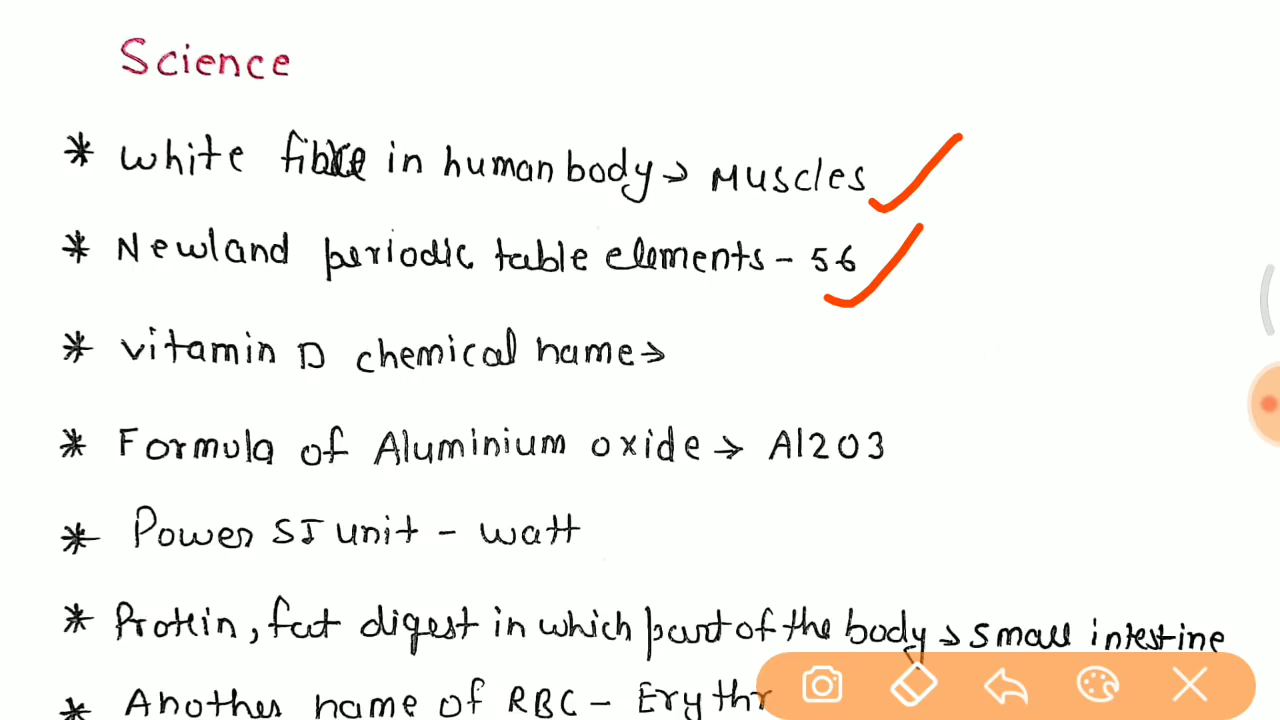 Science
* White fibre in human body → Muscles
* Newland periodic table elements - 56
* Vitamin D chemical name →
* Formula of Aluminium oxide → Al2O3
* Power SI unit - watt
* Protein, fat digest in which part of the body → small intestine
* Another name of RBC - Erythr